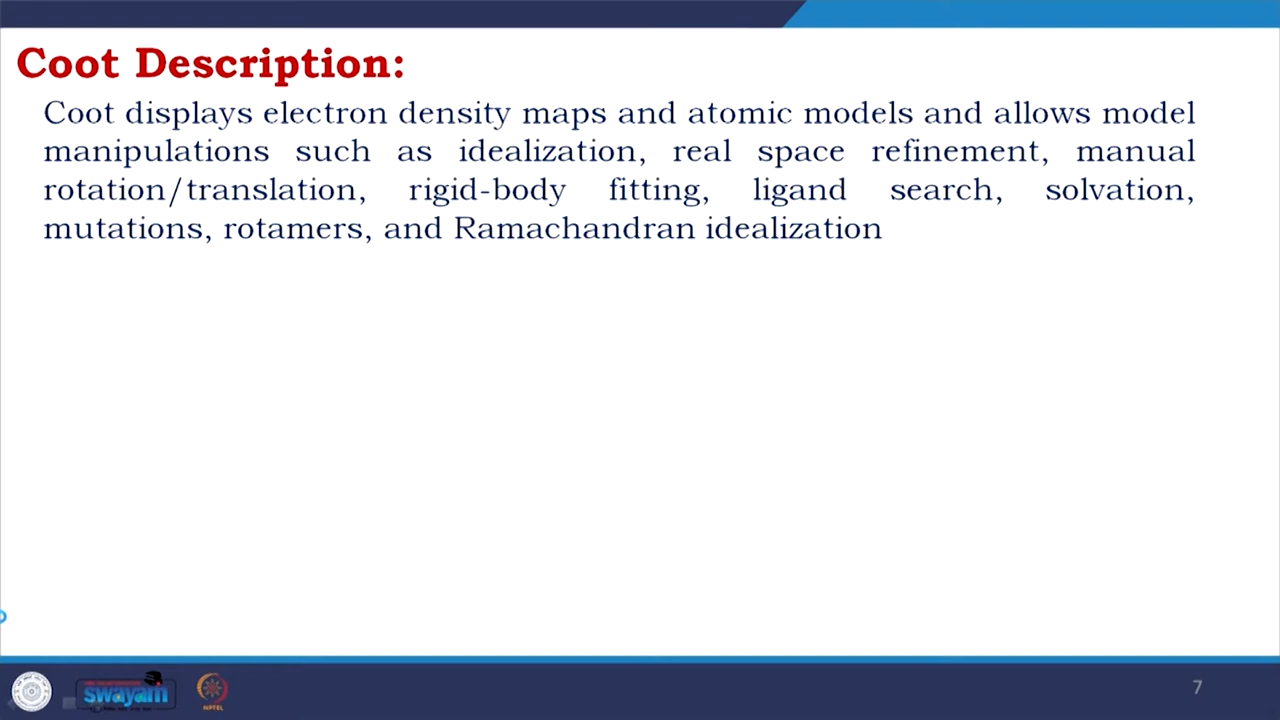 Coot Description:
Coot displays electron density maps and atomic models and allows model
manipulations such as idealization, real space refinement, manual
rotation/translation, rigid-body fitting, ligand search, solvation,
mutations, rotamers, and Ramachandran idealization
swayam
NPTEL
7